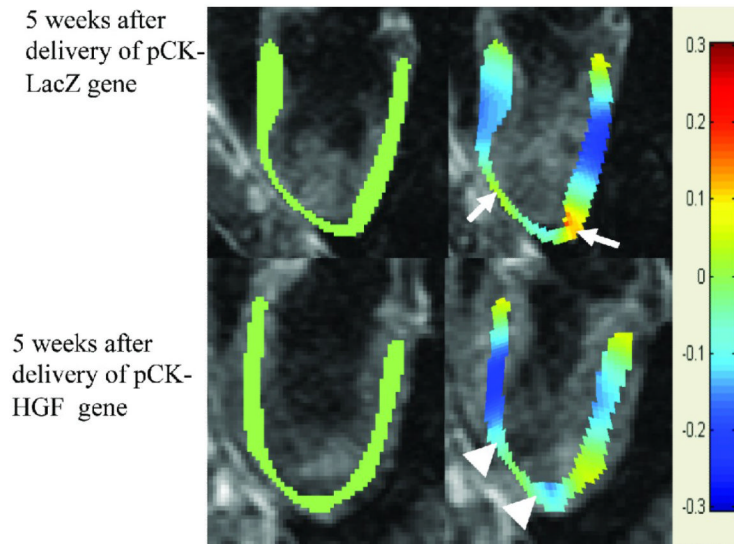 5 weeks after
delivery of pCK-
LacZ gene
5 weeks after
delivery of pCK-
HGF gene
0.3
0.2
0.1
0
-0.1
-0.2
-0.3